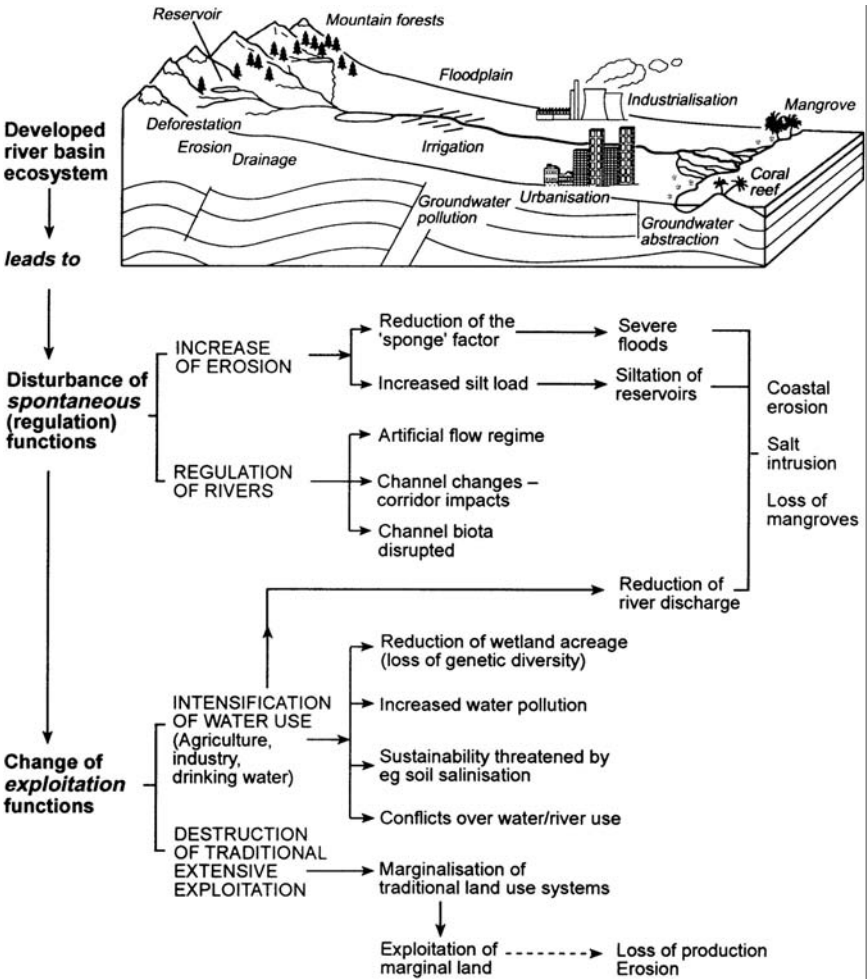 Reservoir
Mountain forests
Floodplain
Industrialisation
Mangrove
Deforestation
Erosion
Drainage
Irrigation
Coral
reef
Urbanisation
Groundwater
pollution
Groundwater
abstraction
Developed
river basin
ecosystem
leads to
Disturbance of
spontaneous
(regulation)
functions
INCREASE
OF EROSION
Reduction of the
'sponge' factor
Severe
floods
Increased silt load
Siltation of
reservoirs
REGULATION
OF RIVERS
Artificial flow regime
Channel changes –
corridor impacts
Channel biota
disrupted
Coastal
erosion
Salt
intrusion
Loss of
mangroves
Reduction of
river discharge
Change of
exploitation
functions
INTENSIFICATION
OF WATER USE
(Agriculture,
industry,
drinking water)
Reduction of wetland acreage
(loss of genetic diversity)
Increased water pollution
Sustainability threatened by
eg soil salinisation
Conflicts over water/river use
DESTRUCTION
OF TRADITIONAL
EXTENSIVE
EXPLOITATION
Marginalisation of
traditional land use systems
Exploitation of
marginal land
Loss of production
Erosion